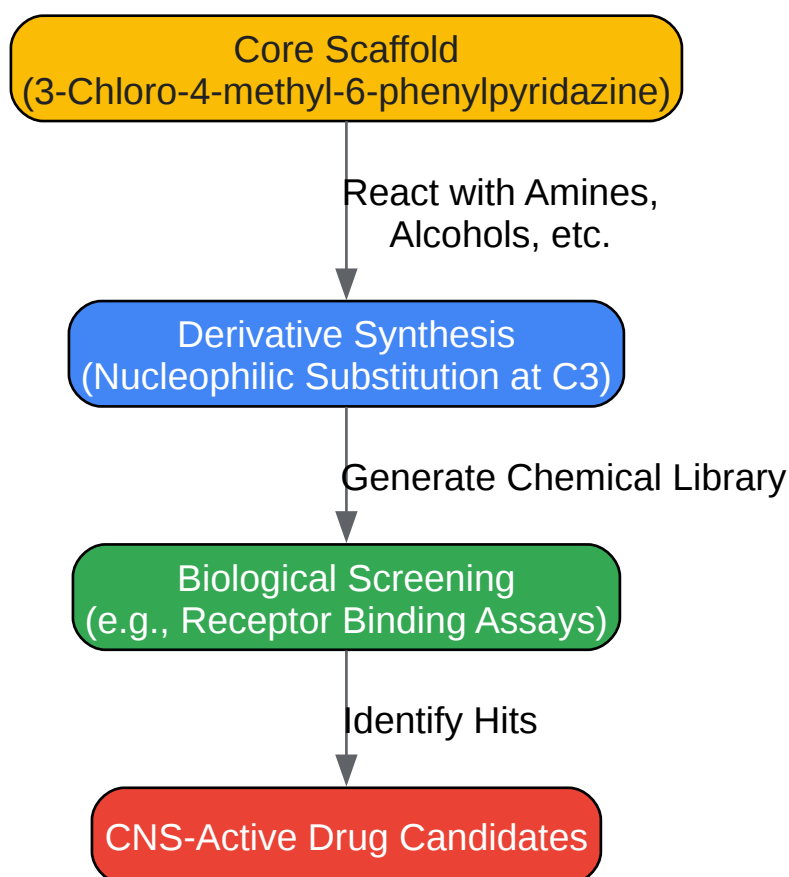 Core Scaffold
(3-Chloro-4-methyl-6-phenylpyridazine)
React with Amines,
Alcohols, etc.
Derivative Synthesis
(Nucleophilic Substitution at C3)
Generate Chemical Library
Biological Screening
(e.g., Receptor Binding Assays)
Identify Hits
CNS-Active Drug Candidates